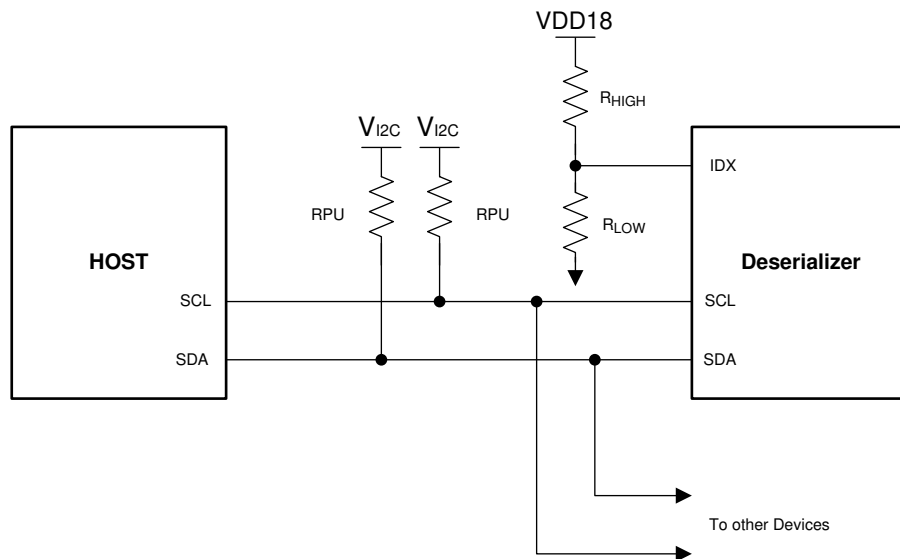 VDD18
RHIGH
VI2C VI2C
IDX
RPU RPU
RLOW
HOST
Deserializer
SCL SCL
SDA SDA
To other Devices